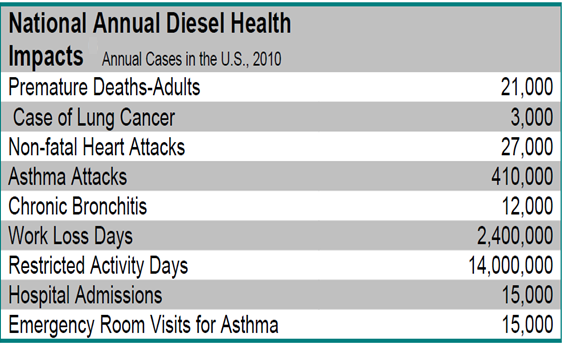 National Annual Diesel Health
Impacts Annual Cases in the U.S., 2010
Premature Deaths-Adults 21,000
Case of Lung Cancer 3,000
Non-fatal Heart Attacks 27,000
Asthma Attacks 410,000
Chronic Bronchitis 12,000
Work Loss Days 2,400,000
Restricted Activity Days 14,000,000
Hospital Admissions 15,000
Emergency Room Visits for Asthma 15,000